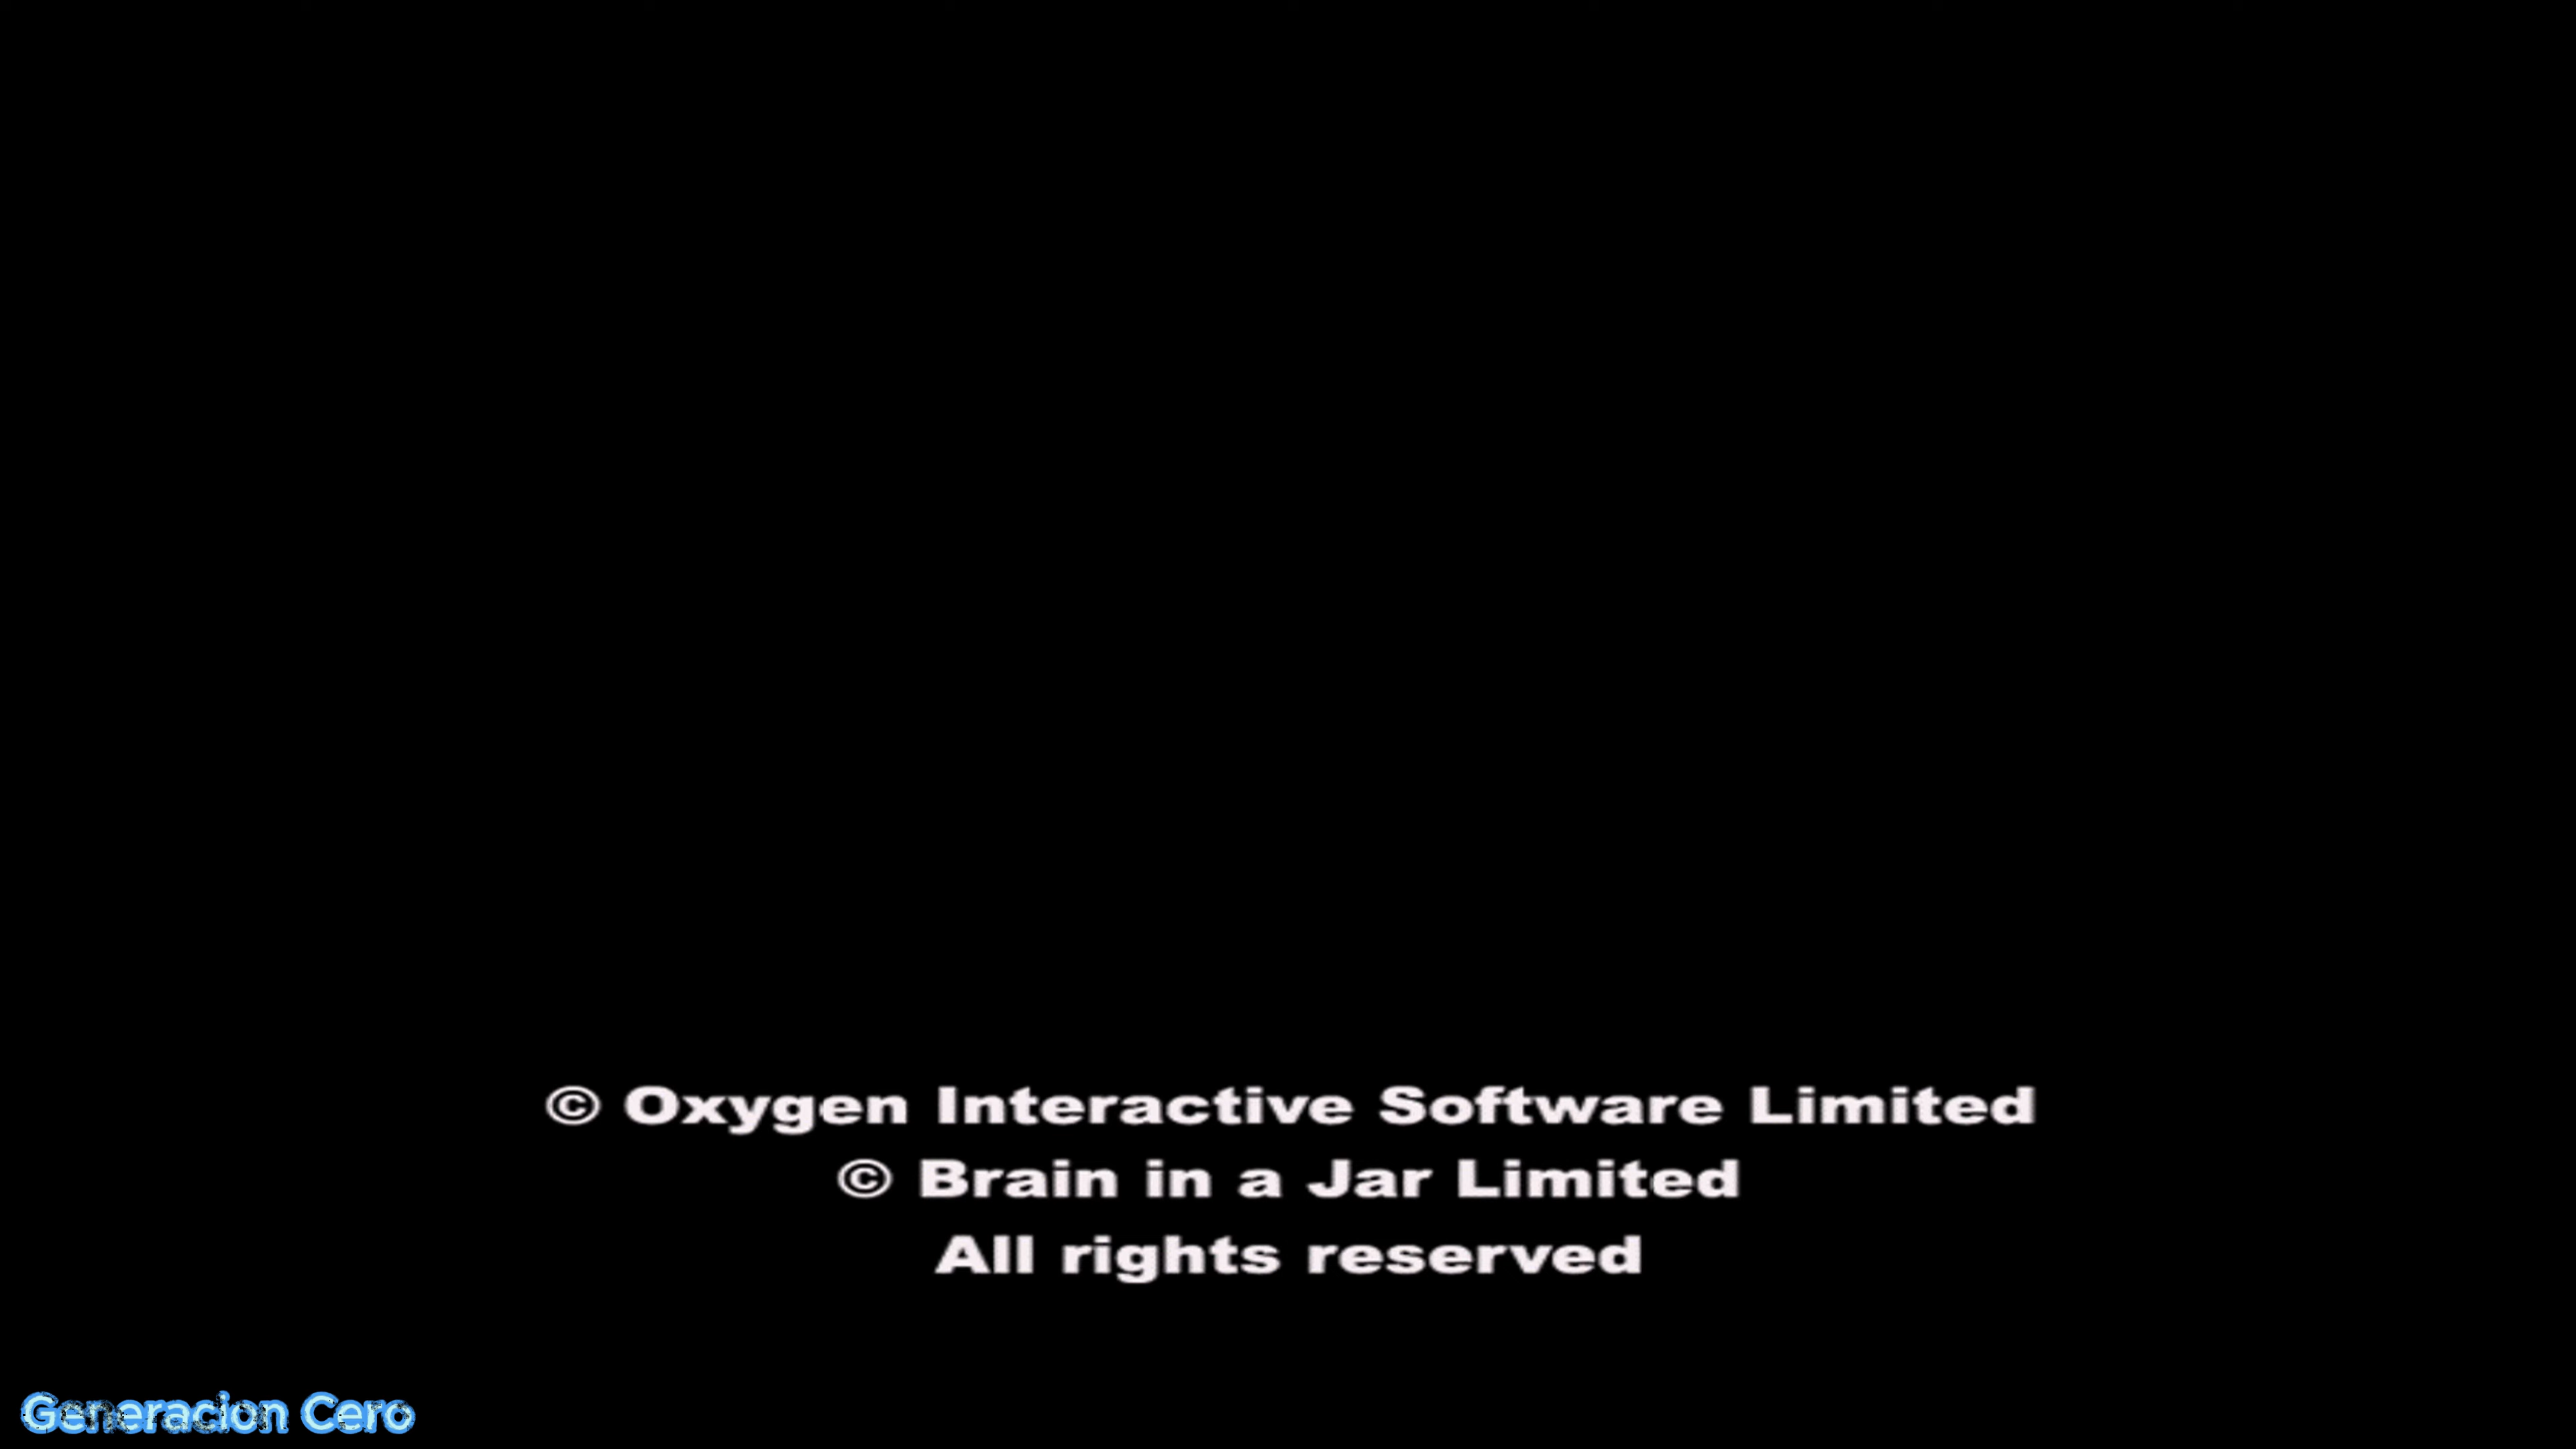 © Oxygen Interactive Software Limited
© Brain in a Jar Limited
All rights reserved
Generacion Cero